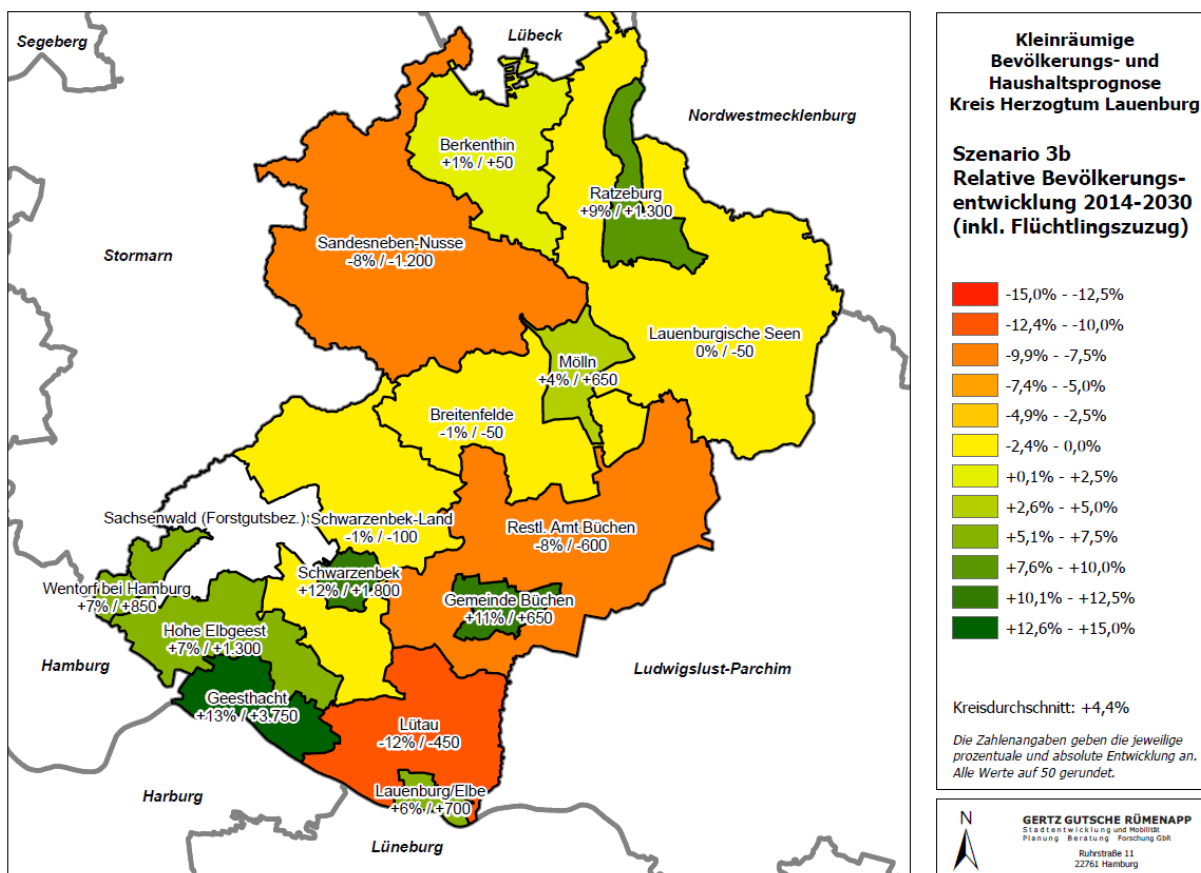 Segeberg
Lübeck
Nordwestmecklenburg
Berkenthin
+1% / +50
Ratzeburg
+9% / +1.300
Sandesneben-Nusse
-8% / -1.200
Stormarn
Lauenburgische Seen
0% / -50
Mölln
+4% / +650
Breitenfelde
-1% / -50
Sachsenwald (Forstgutsbez.)
Schwarzenbek-Land
-1% / -100
Restl. Amt Büchen
-8% / -600
Schwarzenbek
+12% / +1.800
Wentorf bei Hamburg
+7% / +850
Gemeinde Büchen
+11% / +650
Hohe Elbgeest
+7% / +1.300
Hamburg
Ludwigslust-Parchim
Geesthacht
+13% / +3.750
Lütau
-12% / -450
Lauenburg/Elbe
+6% / +700
Harburg
Lüneburg
Kleinräumige
Bevölkerungs- und
Haushaltsprognose
Kreis Herzogtum Lauenburg
Szenario 3b
Relative Bevölkerungs-
entwicklung 2014-2030
(inkl. Flüchtlingszuzug)
-15,0% - -12,5%
-12,4% - -10,0%
-9,9% - -7,5%
-7,4% - -5,0%
-4,9% - -2,5%
-2,4% - 0,0%
+0,1% - +2,5%
+2,6% - +5,0%
+5,1% - +7,5%
+7,6% - +10,0%
+10,1% - +12,5%
+12,6% - +15,0%
Kreisdurchschnitt: +4,4%
Die Zahlenangaben geben die jeweilige
prozentuale und absolute Entwicklung an.
Alle Werte auf 50 gerundet.
N
GERTZ GUTSCHE RÜMENAPP
Stadtentwicklung und Mobilität
Planung Beratung Forschung GbR
Ruhrstraße 11
22761 Hamburg